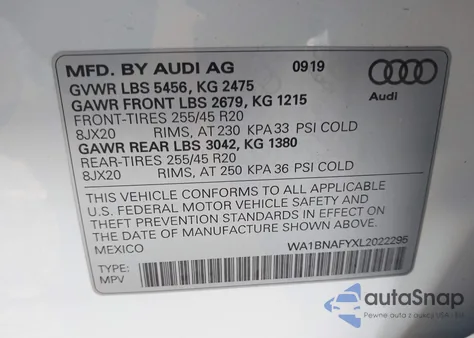 MFD. BY AUDI AG 0919
GVWR LBS 5456, KG 2475
GAWR FRONT LBS 2679, KG 1215
FRONT-TIRES 255/45 R20
8JX20 RIMS, AT 230 KPA 33 PSI COLD
GAWR REAR LBS 3042, KG 1380
REAR-TIRES 255/45 R20
8JX20 RIMS, AT 250 KPA 36 PSI COLD
Audi
THIS VEHICLE CONFORMS TO ALL APPLICABLE
U.S. FEDERAL MOTOR VEHICLE SAFETY AND
THEFT PREVENTION STANDARDS IN EFFECT ON
THE DATE OF MANUFACTURE SHOWN ABOVE
MEXICO WA1BNAFYXL2022295
TYPE:
MPV
autoSnap
Pewne auta z aukcji USA